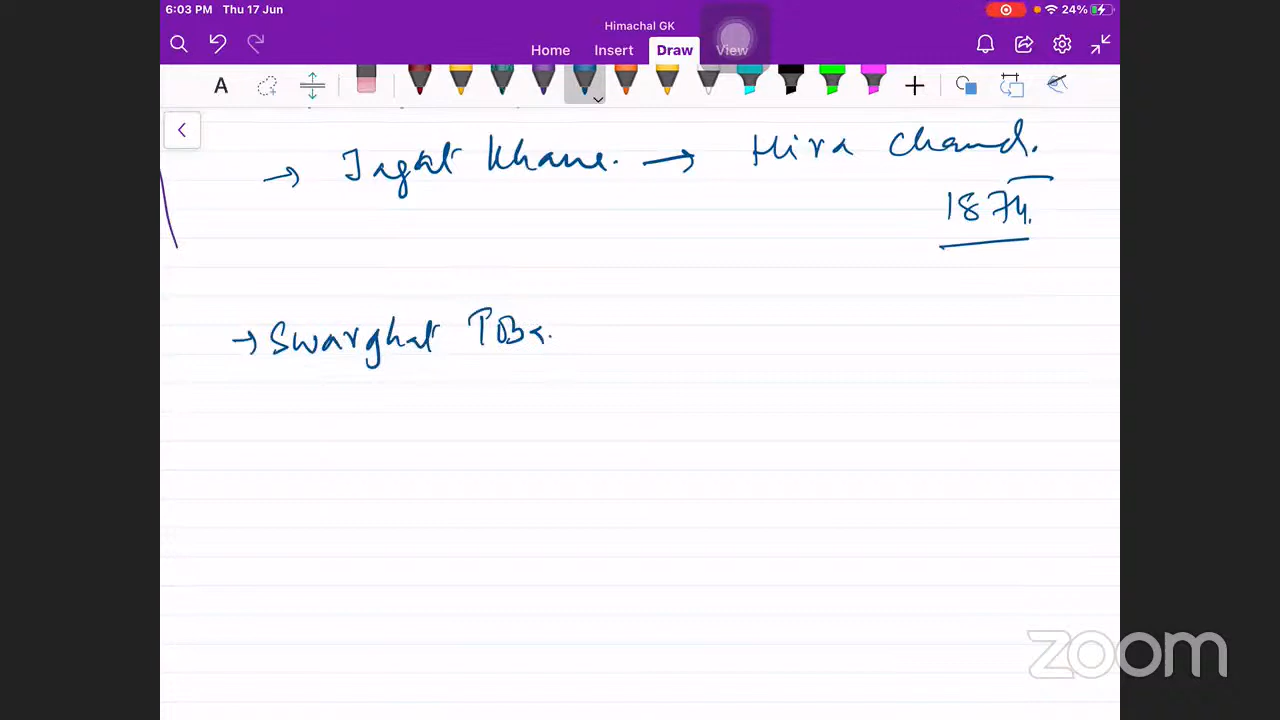 6:03 PM Thu 17 Jun
24%
Himachal GK
Home Insert Draw View
A
→ Jagat Khana. → Hira Chand.
1874.
→ Swarghat
zoom